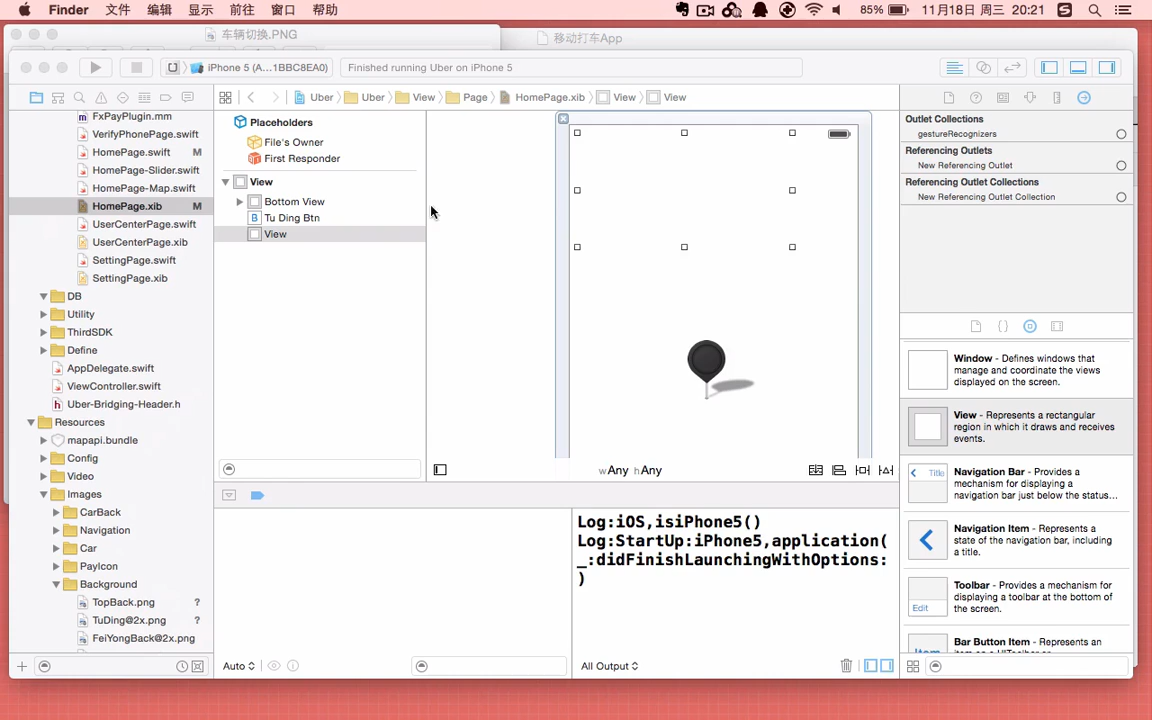 Finder 文件 编辑 显示 前往 窗口 帮助 85% 11月18日 周三 20:21
车辆切换.PNG 移动打车App
iPhone 5 (A...1BBC8EA0) Finished running Uber on iPhone 5
Uber Uber View Page HomePage.xib View View
FxPayPlugin.mm
VerifyPhonePage.swift
HomePage.swift M
HomePage-Slider.swift
HomePage-Map.swift
HomePage.xib M
UserCenterPage.swift
UserCenterPage.xib
SettingPage.swift
SettingPage.xib
DB
Utility
ThirdSDK
Define
AppDelegate.swift
ViewController.swift
Uber-Bridging-Header.h
Resources
mapapi.bundle
Config
Video
Images
CarBack
Navigation
Car
PayIcon
Background
TopBack.png ?
TuDing@2x.png ?
FeiYongBack@2x.png
Placeholders
File's Owner
First Responder
View
Bottom View
B Tu Ding Btn
View
wAny hAny
Log:iOS,isiPhone5()
Log:StartUp:iPhone5,application(
_:didFinishLaunchingWithOptions:
)
Auto
All Output
Outlet Collections
gestureRecognizers
Referencing Outlets
New Referencing Outlet
Referencing Outlet Collections
New Referencing Outlet Collection
Window - Defines windows that
manage and coordinate the views
displayed on the screen.
View - Represents a rectangular
region in which it draws and receives
events.
Title
Navigation Bar - Provides a
mechanism for displaying a
navigation bar just below the status...
Navigation Item - Represents a
state of the navigation bar, including
a title.
Edit
Toolbar - Provides a mechanism for
displaying a toolbar at the bottom of
the screen.
Bar Button Item - Represents an